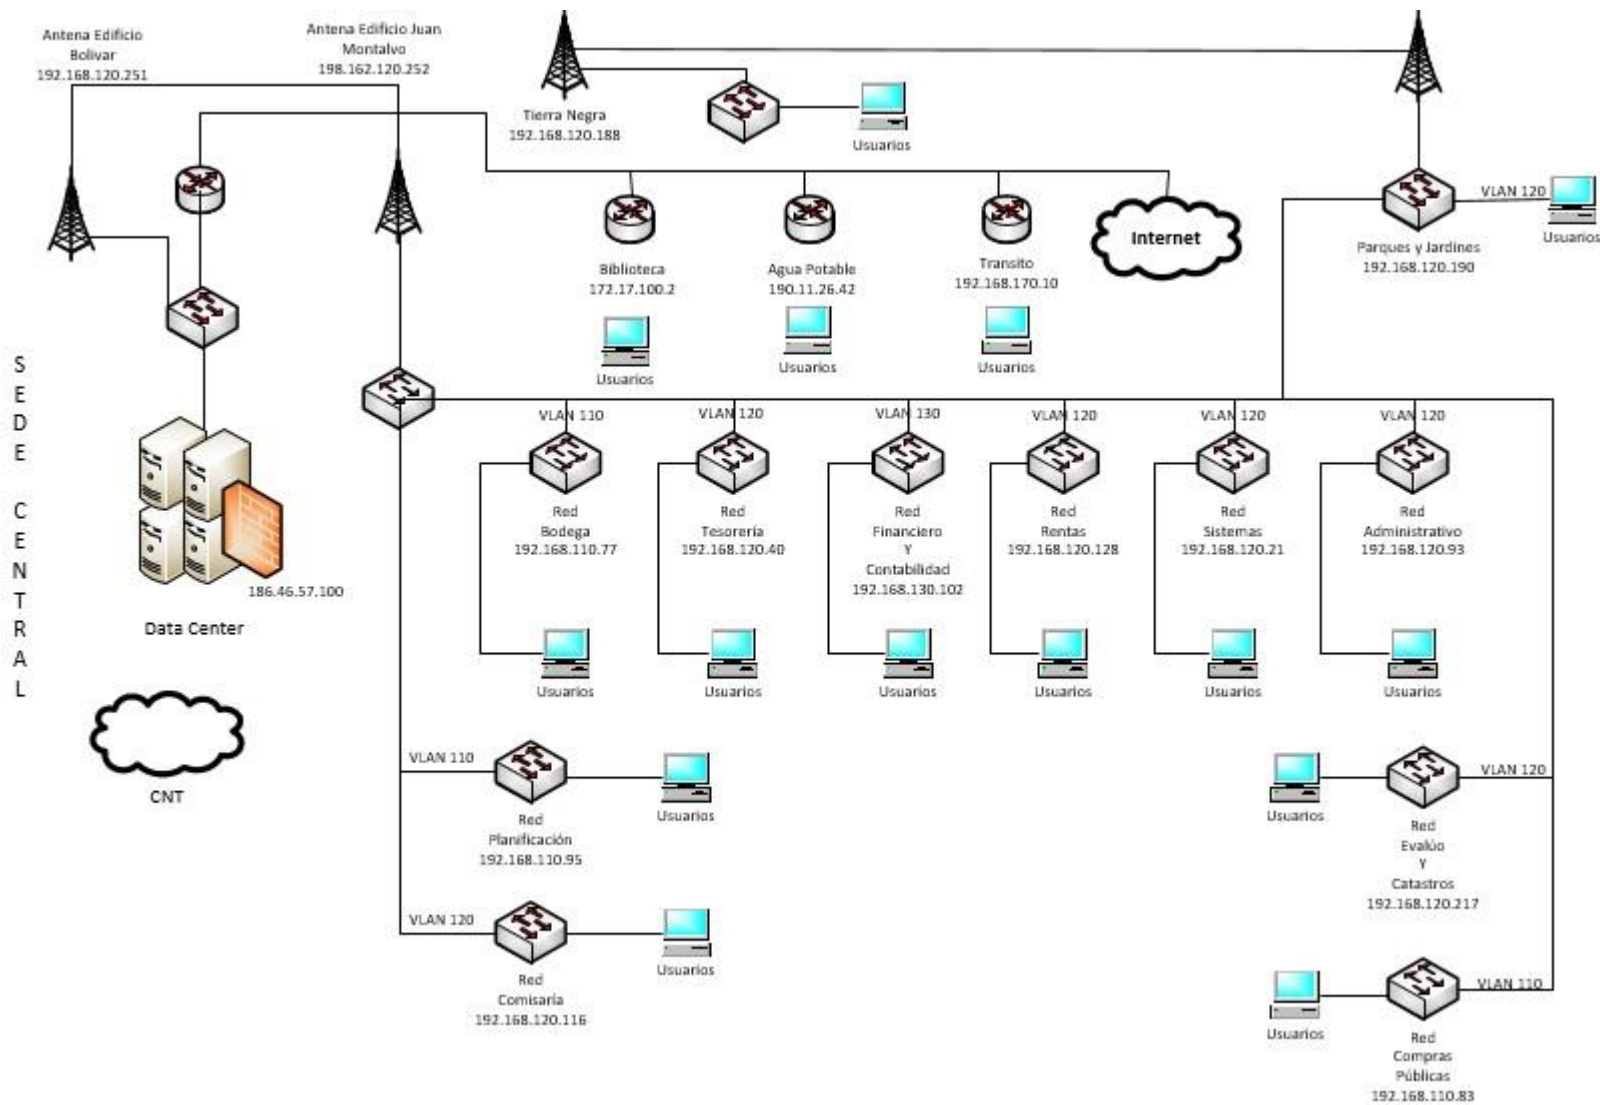 Antena Edificio
Bolivar
192.168.120.251
Antena Edificio Juan
Montalvo
198.162.120.252
Tierra Negra
192.168.120.188
Usuarios
VLAN 120
Usuarios
Parques y Jardines
192.168.120.190
Biblioteca
172.17.100.2
Usuarios
Agua Potable
190.11.26.42
Usuarios
Transito
192.168.170.10
Usuarios
Internet
SEDE CENTRAL
186.46.57.100
Data Center
CNT
VLAN 110
Red
Bodega
192.168.110.77
Usuarios
VLAN 120
Red
Tesorería
192.168.120.40
Usuarios
VLAN 130
Red
Financiero
Y
Contabilidad
192.168.130.102
Usuarios
VLAN 120
Red
Rentas
192.168.120.128
Usuarios
VLAN 120
Red
Sistemas
192.168.120.21
Usuarios
VLAN 120
Red
Administrativo
192.168.120.93
Usuarios
VLAN 110
Red
Planificación
192.168.110.95
Usuarios
VLAN 120
Red
Comisaría
192.168.120.116
Usuarios
VLAN 120
Usuarios
Red
Evalúo
Y
Catastros
192.168.120.217
VLAN 110
Usuarios
Red
Compras
Públicas
192.168.110.83